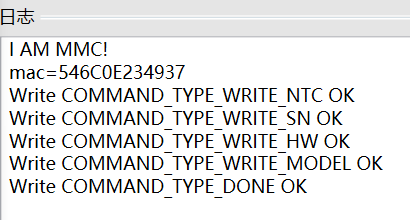 日志
I AM MMC!
mac=546C0E234937
Write COMMAND_TYPE_WRITE_NTC OK
Write COMMAND_TYPE_WRITE_SN OK
Write COMMAND_TYPE_WRITE_HW OK
Write COMMAND_TYPE_WRITE_MODEL OK
Write COMMAND_TYPE_DONE OK